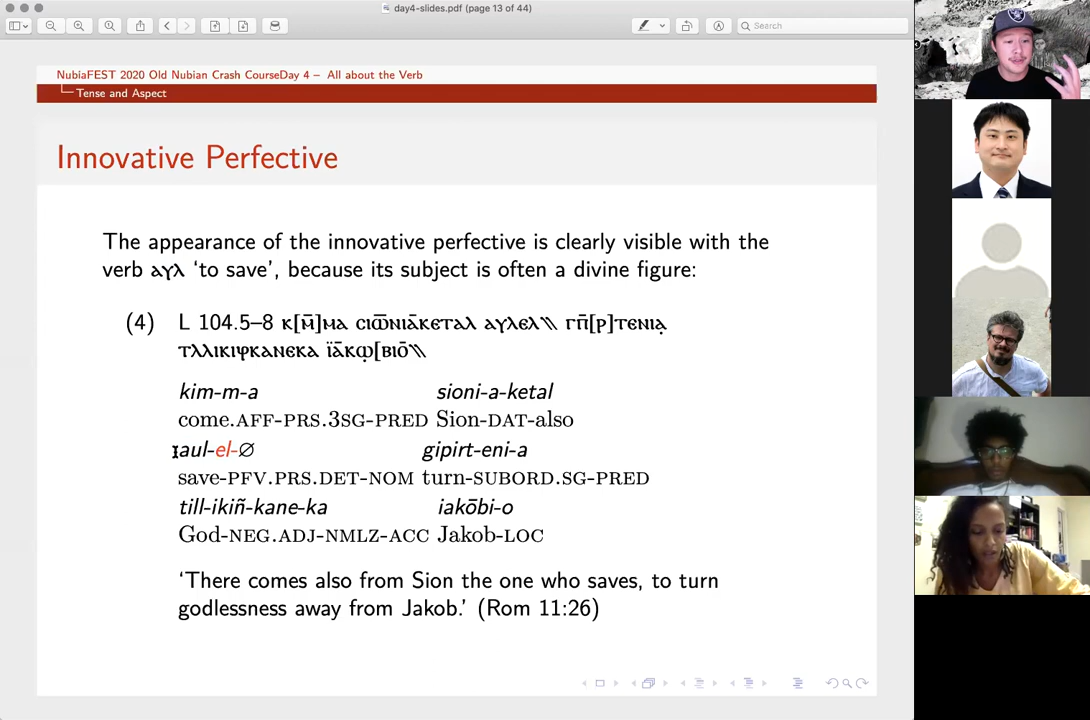 day4-slides.pdf (page 13 of 44)
Search
NubiaFEST 2020 Old Nubian Crash CourseDay 4 – All about the Verb
Tense and Aspect
Innovative Perfective
The appearance of the innovative perfective is clearly visible with the
verb ⲁⲩⲗ ‘to save’, because its subject is often a divine figure:
(4) L 104.5–8 ⲕ[ⲙ̄]ⲙⲁ ⲥⲓⲱ̄ⲛⲓⲁ̄ⲕⲉⲧⲁⲗ ⲁⲩⲗⲉⲗ⳹ ⲅⲡ̄[ⲣ]ⲧⲉⲛⲓⲁ̣
ⲧⲗⲗⲓⲕⲓⳡⲕⲁⲛⲉⲕⲁ ϊⲁ̄ⲕⲱ̣[ⲃⲓⲟ̄⳹
kim-m-a sioni-a-ketal
come.AFF-PRS.3SG-PRED Sion-DAT-also
aul-el-∅ gipirt-eni-a
save-PFV.PRS.DET-NOM turn-SUBORD.SG-PRED
till-ikiñ-kane-ka iakōbi-o
God-NEG.ADJ-NMLZ-ACC Jakob-LOC
‘There comes also from Sion the one who saves, to turn
godlessness away from Jakob.’ (Rom 11:26)